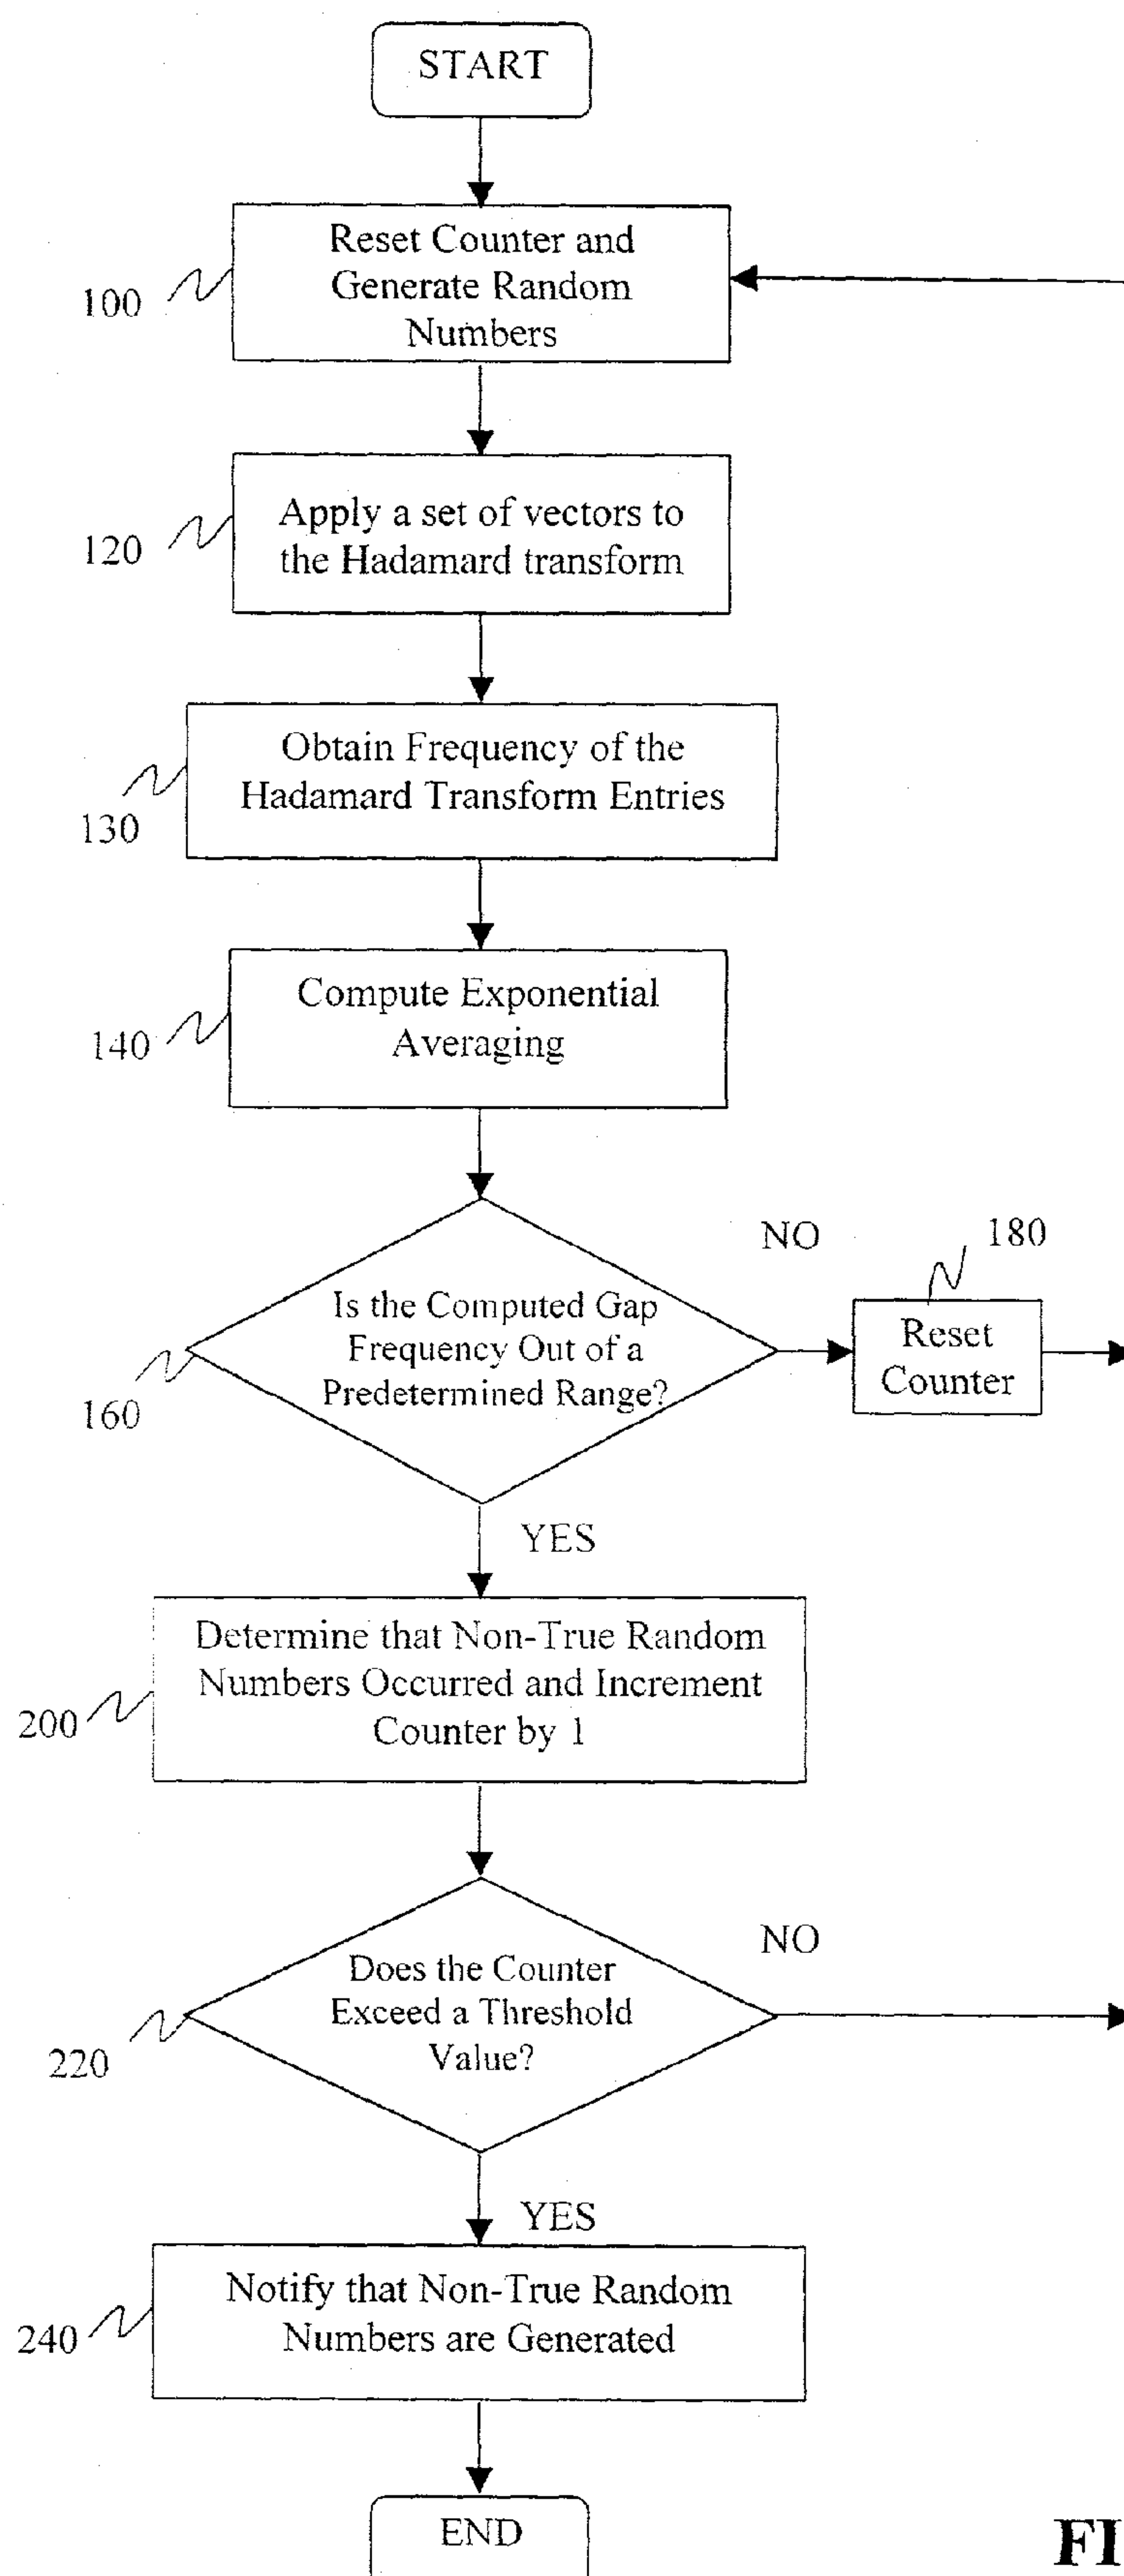 START
Reset Counter and
Generate Random
Numbers
100
Apply a set of vectors to
the Hadamard transform
120
Obtain Frequency of the
Hadamard Transform Entries
130
Compute Exponential
Averaging
140
NO
180
Is the Computed Gap
Frequency Out of a
Predetermined Range?
Reset
Counter
160
YES
Determine that Non-True Random
Numbers Occurred and Increment
Counter by 1
200
NO
Does the Counter
Exceed a Threshold
Value?
220
YES
Notify that Non-True Random
Numbers are Generated
240
END
FI